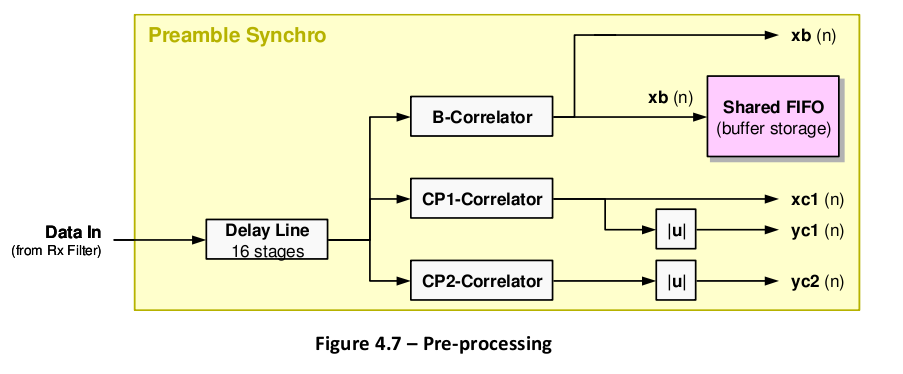 Preamble Synchro
xb (n)
xb (n)
Shared FIFO
(buffer storage)
B-Correlator
CP1-Correlator
xc1 (n)
Data In
(from Rx Filter)
Delay Line
16 stages
|u|
yc1 (n)
CP2-Correlator
|u|
yc2 (n)
Figure 4.7 – Pre-processing